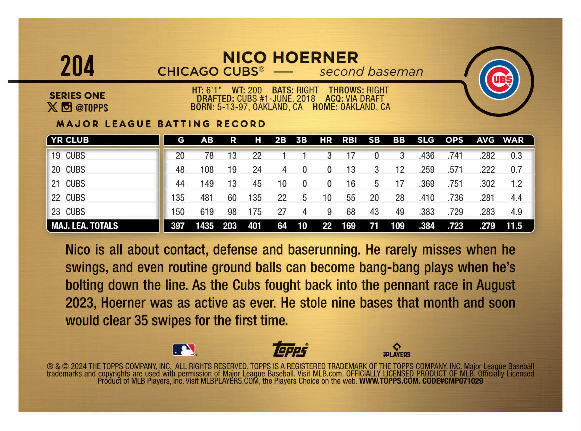 204
NICO HOERNER
CHICAGO CUBS® — second baseman
CUBS
SERIES ONE
X @TOPPS
HT: 6'1" WT: 200 BATS: RIGHT THROWS: RIGHT
DRAFTED: CUBS #1-JUNE, 2018 ACQ: VIA DRAFT
BORN: 5-13-97, OAKLAND, CA HOME: OAKLAND, CA
MAJOR LEAGUE BATTING RECORD
YR CLUB G AB R H 2B 3B HR RBI SB BB SLG OPS AVG WAR
19 CUBS 20 78 13 22 1 1 3 17 0 3 .436 .741 .282 0.3
20 CUBS 48 108 19 24 4 0 0 13 3 12 .259 .571 .222 0.7
21 CUBS 44 149 13 45 10 0 0 16 5 17 .369 .751 .302 1.2
22 CUBS 135 481 60 135 22 5 10 55 20 28 .410 .736 .281 4.4
23 CUBS 150 619 98 175 27 4 9 68 43 49 .383 .729 .283 4.9
MAJ. LEA. TOTALS 397 1435 203 401 64 10 22 169 71 109 .384 .723 .279 11.5
Nico is all about contact, defense and baserunning. He rarely misses when he
swings, and even routine ground balls can become bang-bang plays when he's
bolting down the line. As the Cubs fought back into the pennant race in August
2023, Hoerner was as active as ever. He stole nine bases that month and soon
would clear 35 swipes for the first time.
Topps
PLAYERS
® & © 2024 THE TOPPS COMPANY, INC. ALL RIGHTS RESERVED. TOPPS IS A REGISTERED TRADEMARK OF THE TOPPS COMPANY, INC. Major League Baseball
trademarks and copyrights are used with permission of Major League Baseball. Visit MLB.com. OFFICIALLY LICENSED PRODUCT OF MLB. Officially Licensed
Product of MLB Players, Inc. Visit MLBPLAYERS.COM, the Players Choice on the web. WWW.TOPPS.COM. CODE#CMP071029